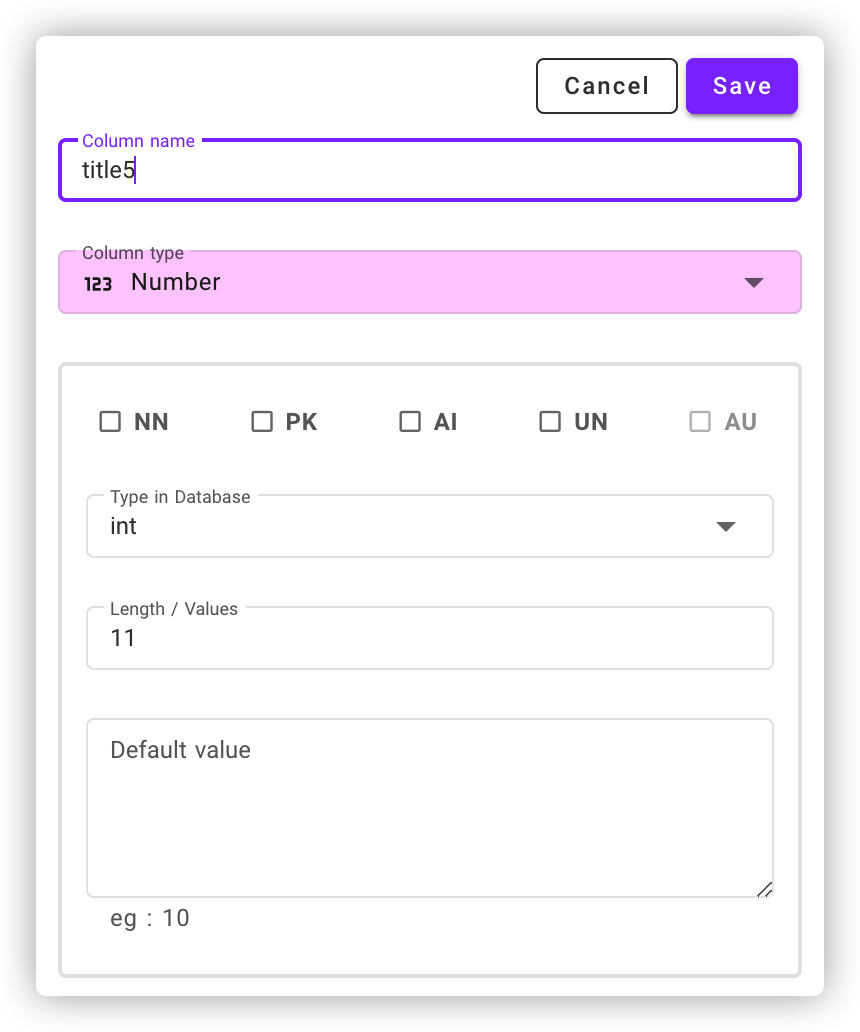 Cancel Save
Column name
title5
Column type
123 Number
NN PK AI UN AU
Type in Database
int
Length / Values
11
Default value
eg : 10